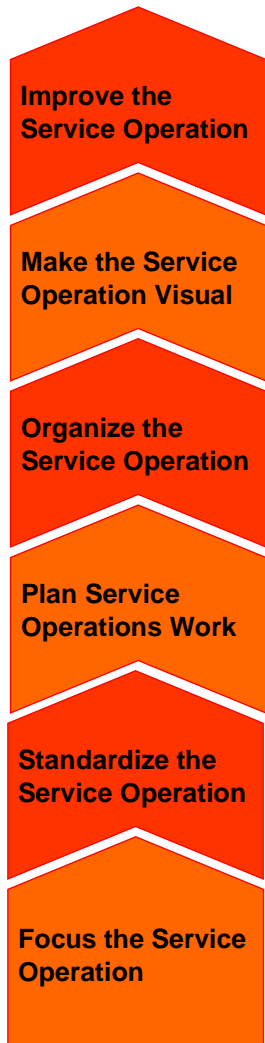 Improve the
Service Operation
Make the Service
Operation Visual
Organize the
Service Operation
Plan Service
Operations Work
Standardize the
Service Operation
Focus the Service
Operation